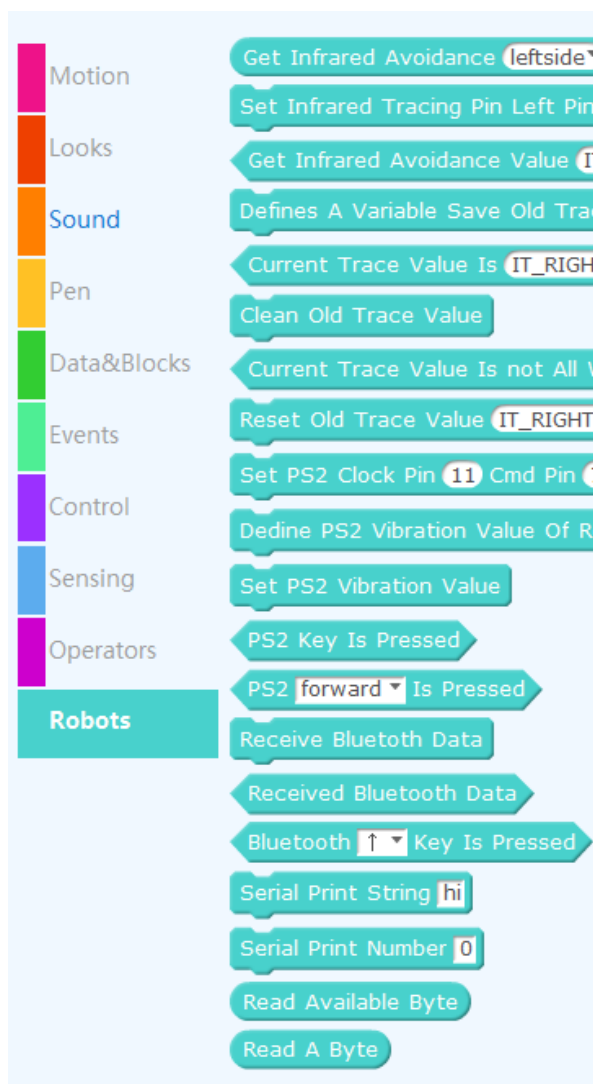 Motion
Looks
Sound
Pen
Data&Blocks
Events
Control
Sensing
Operators
Robots
Get Infrared Avoidance leftside
Set Infrared Tracing Pin Left Pin
Get Infrared Avoidance Value
Defines A Variable Save Old
Current Trace Value Is IT_RIGH
Clean Old Trace Value
Current Trace Value Is not All
Reset Old Trace Value IT_RIGHT
Set PS2 Clock Pin 11 Cmd Pin
Dedine PS2 Vibration Value Of R
Set PS2 Vibration Value
PS2 Key Is Pressed
PS2 forward Is Pressed
Receive Bluetoth Data
Received Bluetooth Data
Bluetooth ↑ Key Is Pressed
Serial Print String hi
Serial Print Number 0
Read Available Byte
Read A Byte